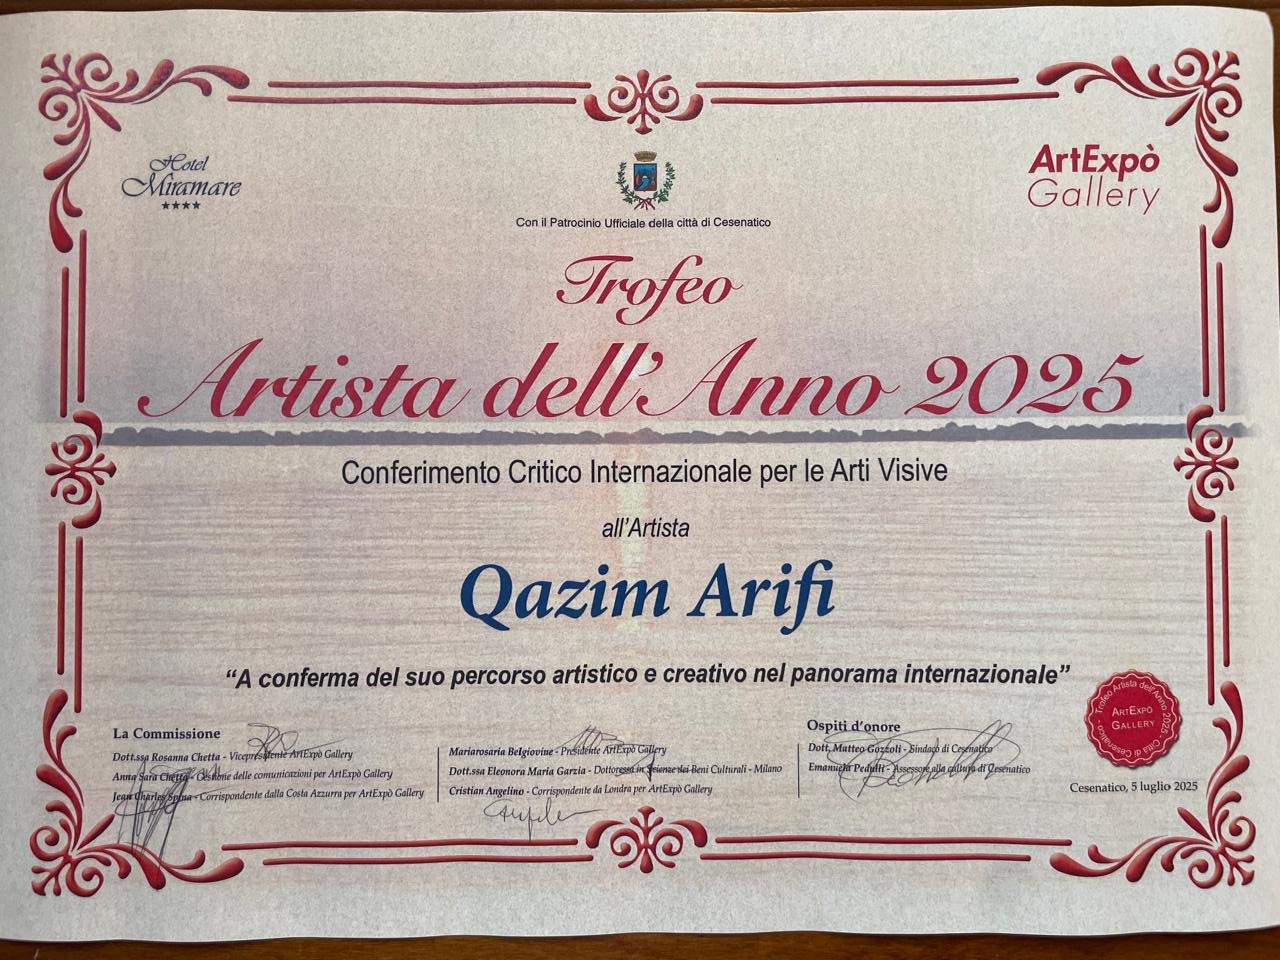 Hotel
Miramare
ArtExpò
Gallery
Con il Patrocinio Ufficiale della città di Cesenatico
Trofeo
Artista dell'Anno 2025
Conferimento Critico Internazionale per le Arti Visive
all'Artista
Qazim Arifi
"A conferma del suo percorso artistico e creativo nel panorama internazionale"
La Commissione
Dott.ssa Rosanna Chetta - Vicepresidente ArtExpò Gallery
Anna Sara Chetta - Gestione delle comunicazioni per ArtExpò Gallery
Jean Charles Spina - Corrispondente dalla Costa Azzurra per ArtExpò Gallery
Mariarosaria Belgiovine - Presidente ArtExpò Gallery
Dott.ssa Eleonora Maria Garzia - Dottoressa in Scienze dei Beni Culturali - Milano
Cristian Angelino - Corrispondente da Londra per ArtExpò Gallery
Ospiti d'onore
Dott. Matteo Gozzoli - Sindaco di Cesenatico
Emanuela Pedulli - Assessore alla cultura di Cesenatico
Trofeo Artista dell'Anno 2025
ArtExpò
Gallery
Città di Cesenatico
Cesenatico, 5 luglio 2025